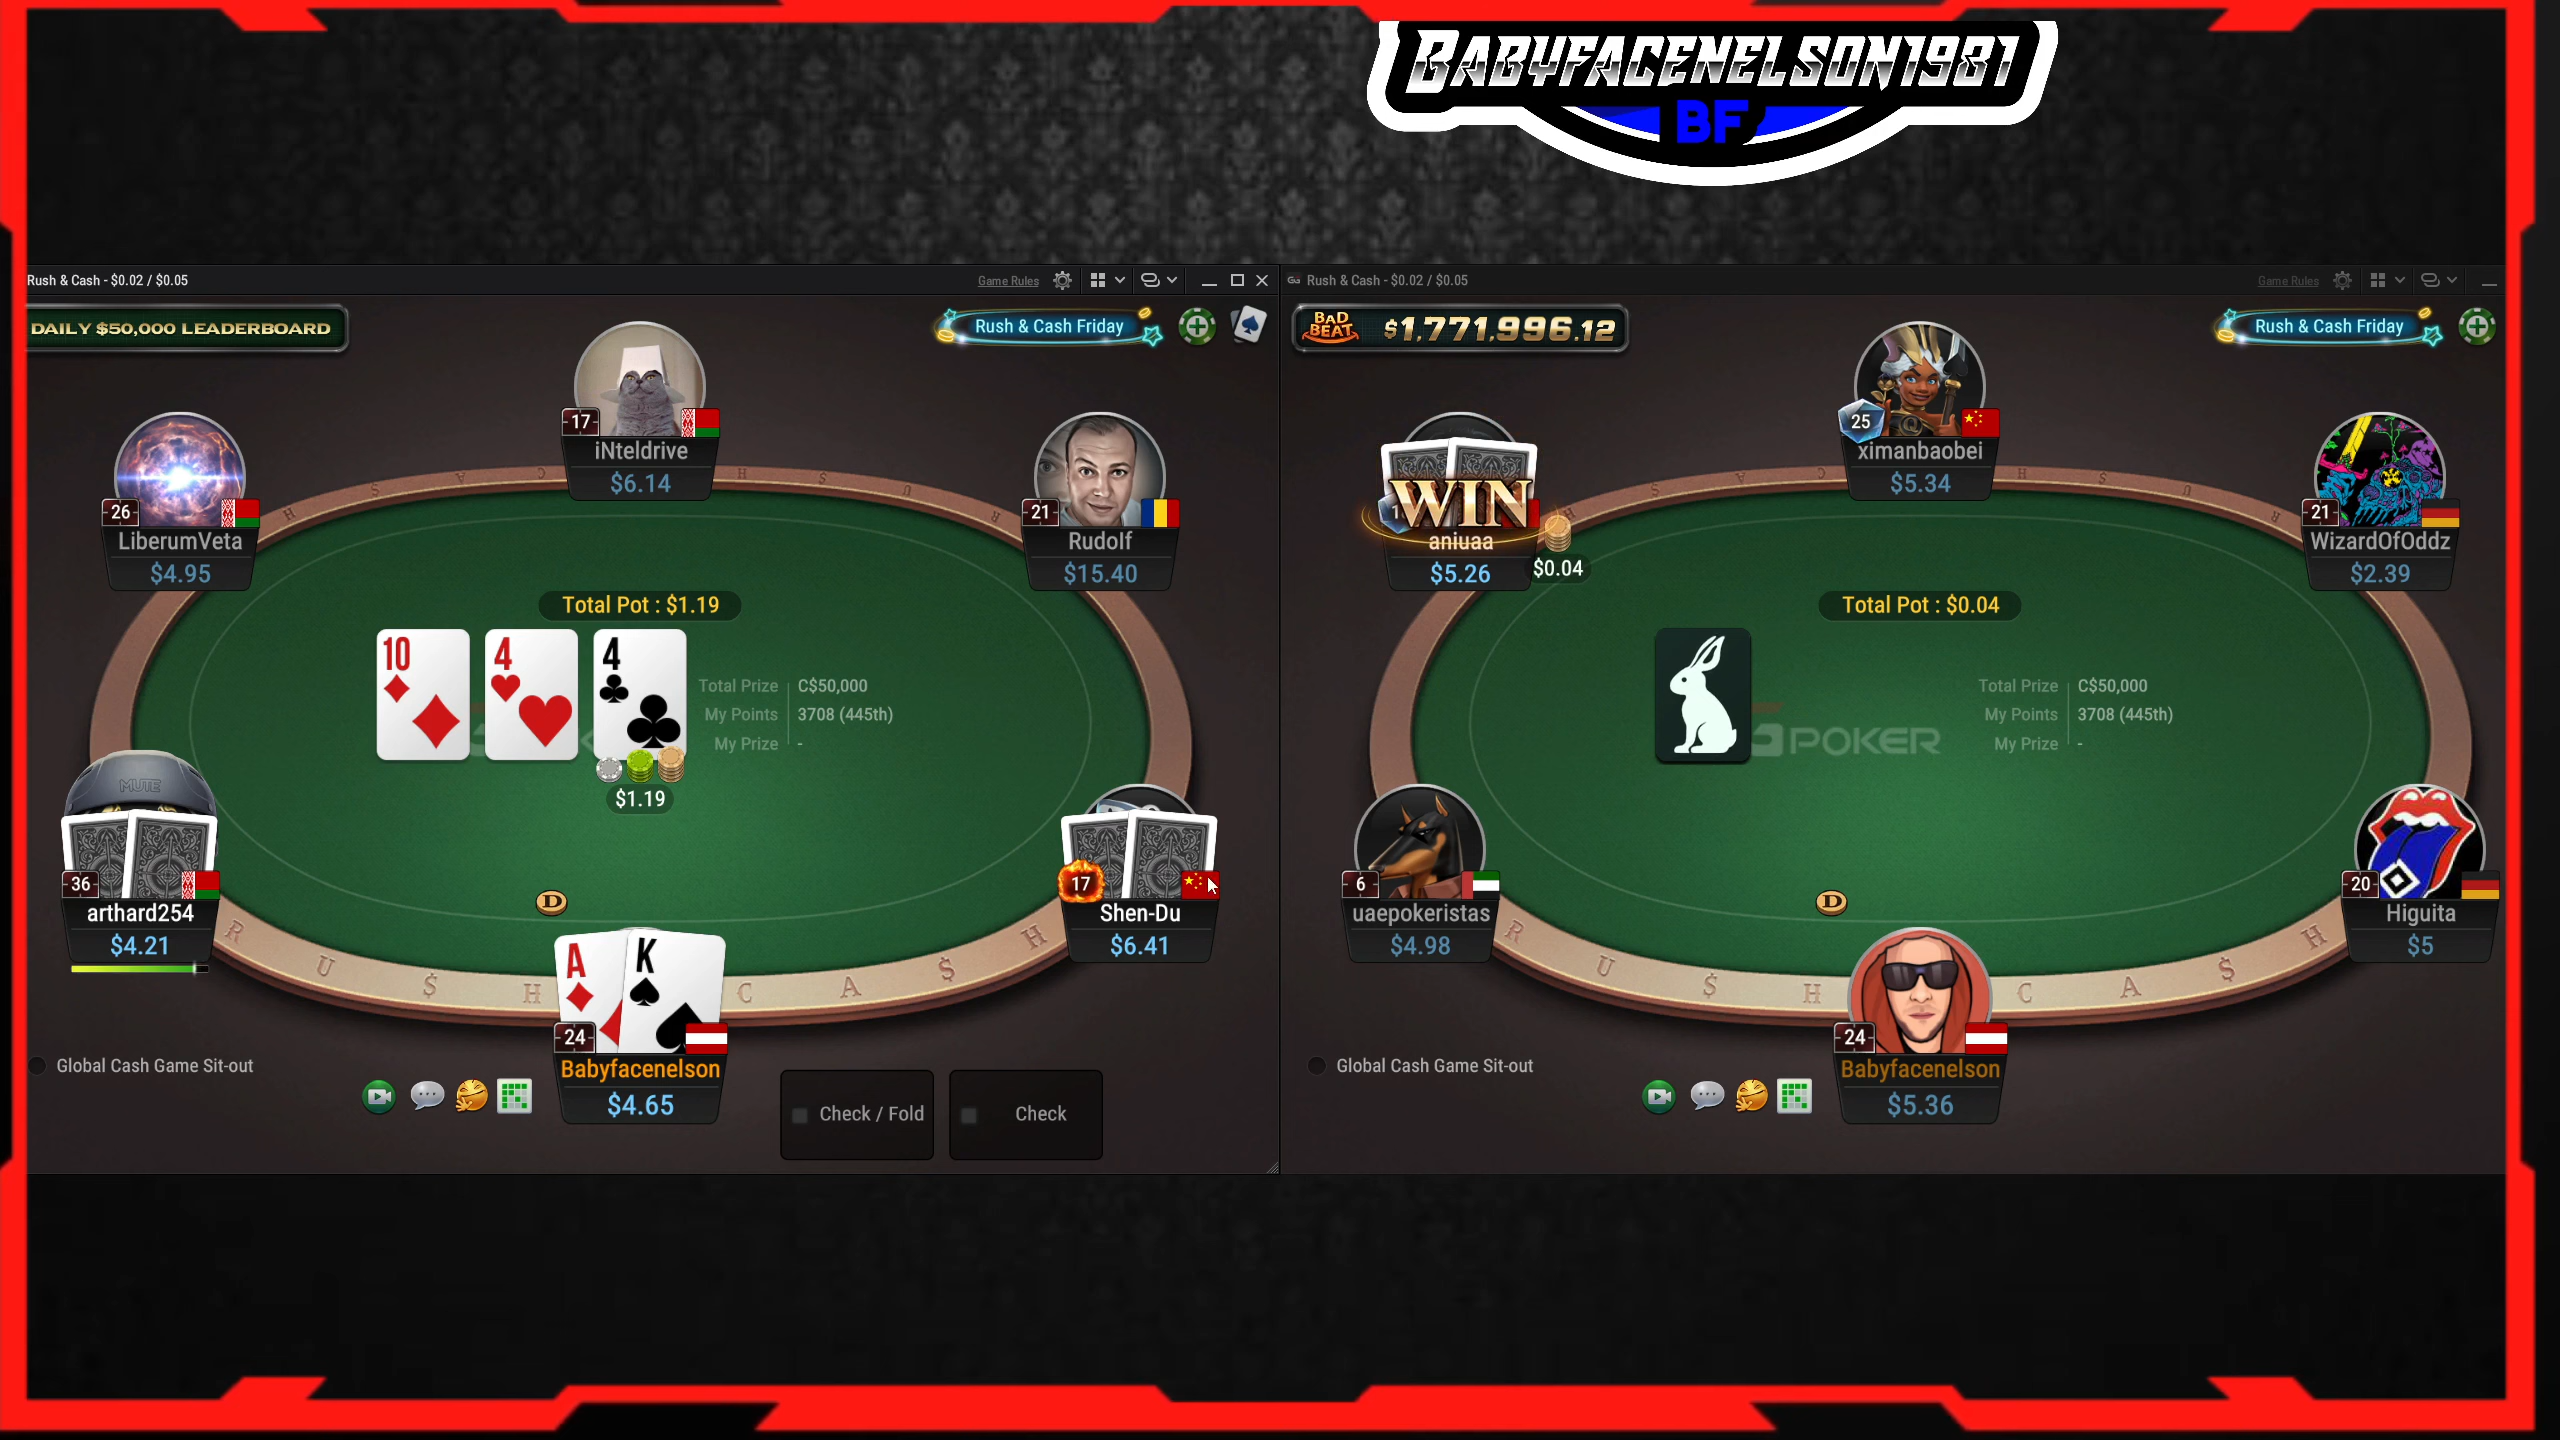 BABYFACENELSON1981
BF
Rush & Cash - $0.02 / $0.05
Game Rules
DAILY $50,000 LEADERBOARD
Rush & Cash Friday
17
iNteldrive
$6.14
26
LiberumVeta
$4.95
21
Rudolf
$15.40
Total Pot : $1.19
10
4
4
Total Prize C$50,000
My Points 3708 (445th)
My Prize -
$1.19
MUTE
36
arthard254
$4.21
17
Shen-Du
$6.41
D
A
K
24
Babyfacenelson
$4.65
R U $ H C A $ H
Global Cash Game Sit-out
Check / Fold
Check
GG Rush & Cash - $0.02 / $0.05
Game Rules
BAD BEAT $1,771,996.12
Rush & Cash Friday
25
ximanbaobei
$5.34
WIN
aniuaa
$5.26
$0.04
21
WizardOfOddz
$2.39
Total Pot : $0.04
Total Prize C$50,000
My Points 3708 (445th)
My Prize -
POKER
6
uaepokeristas
$4.98
20
Higuita
$5
D
24
Babyfacenelson
$5.36
R U $ H C A $ H
Global Cash Game Sit-out